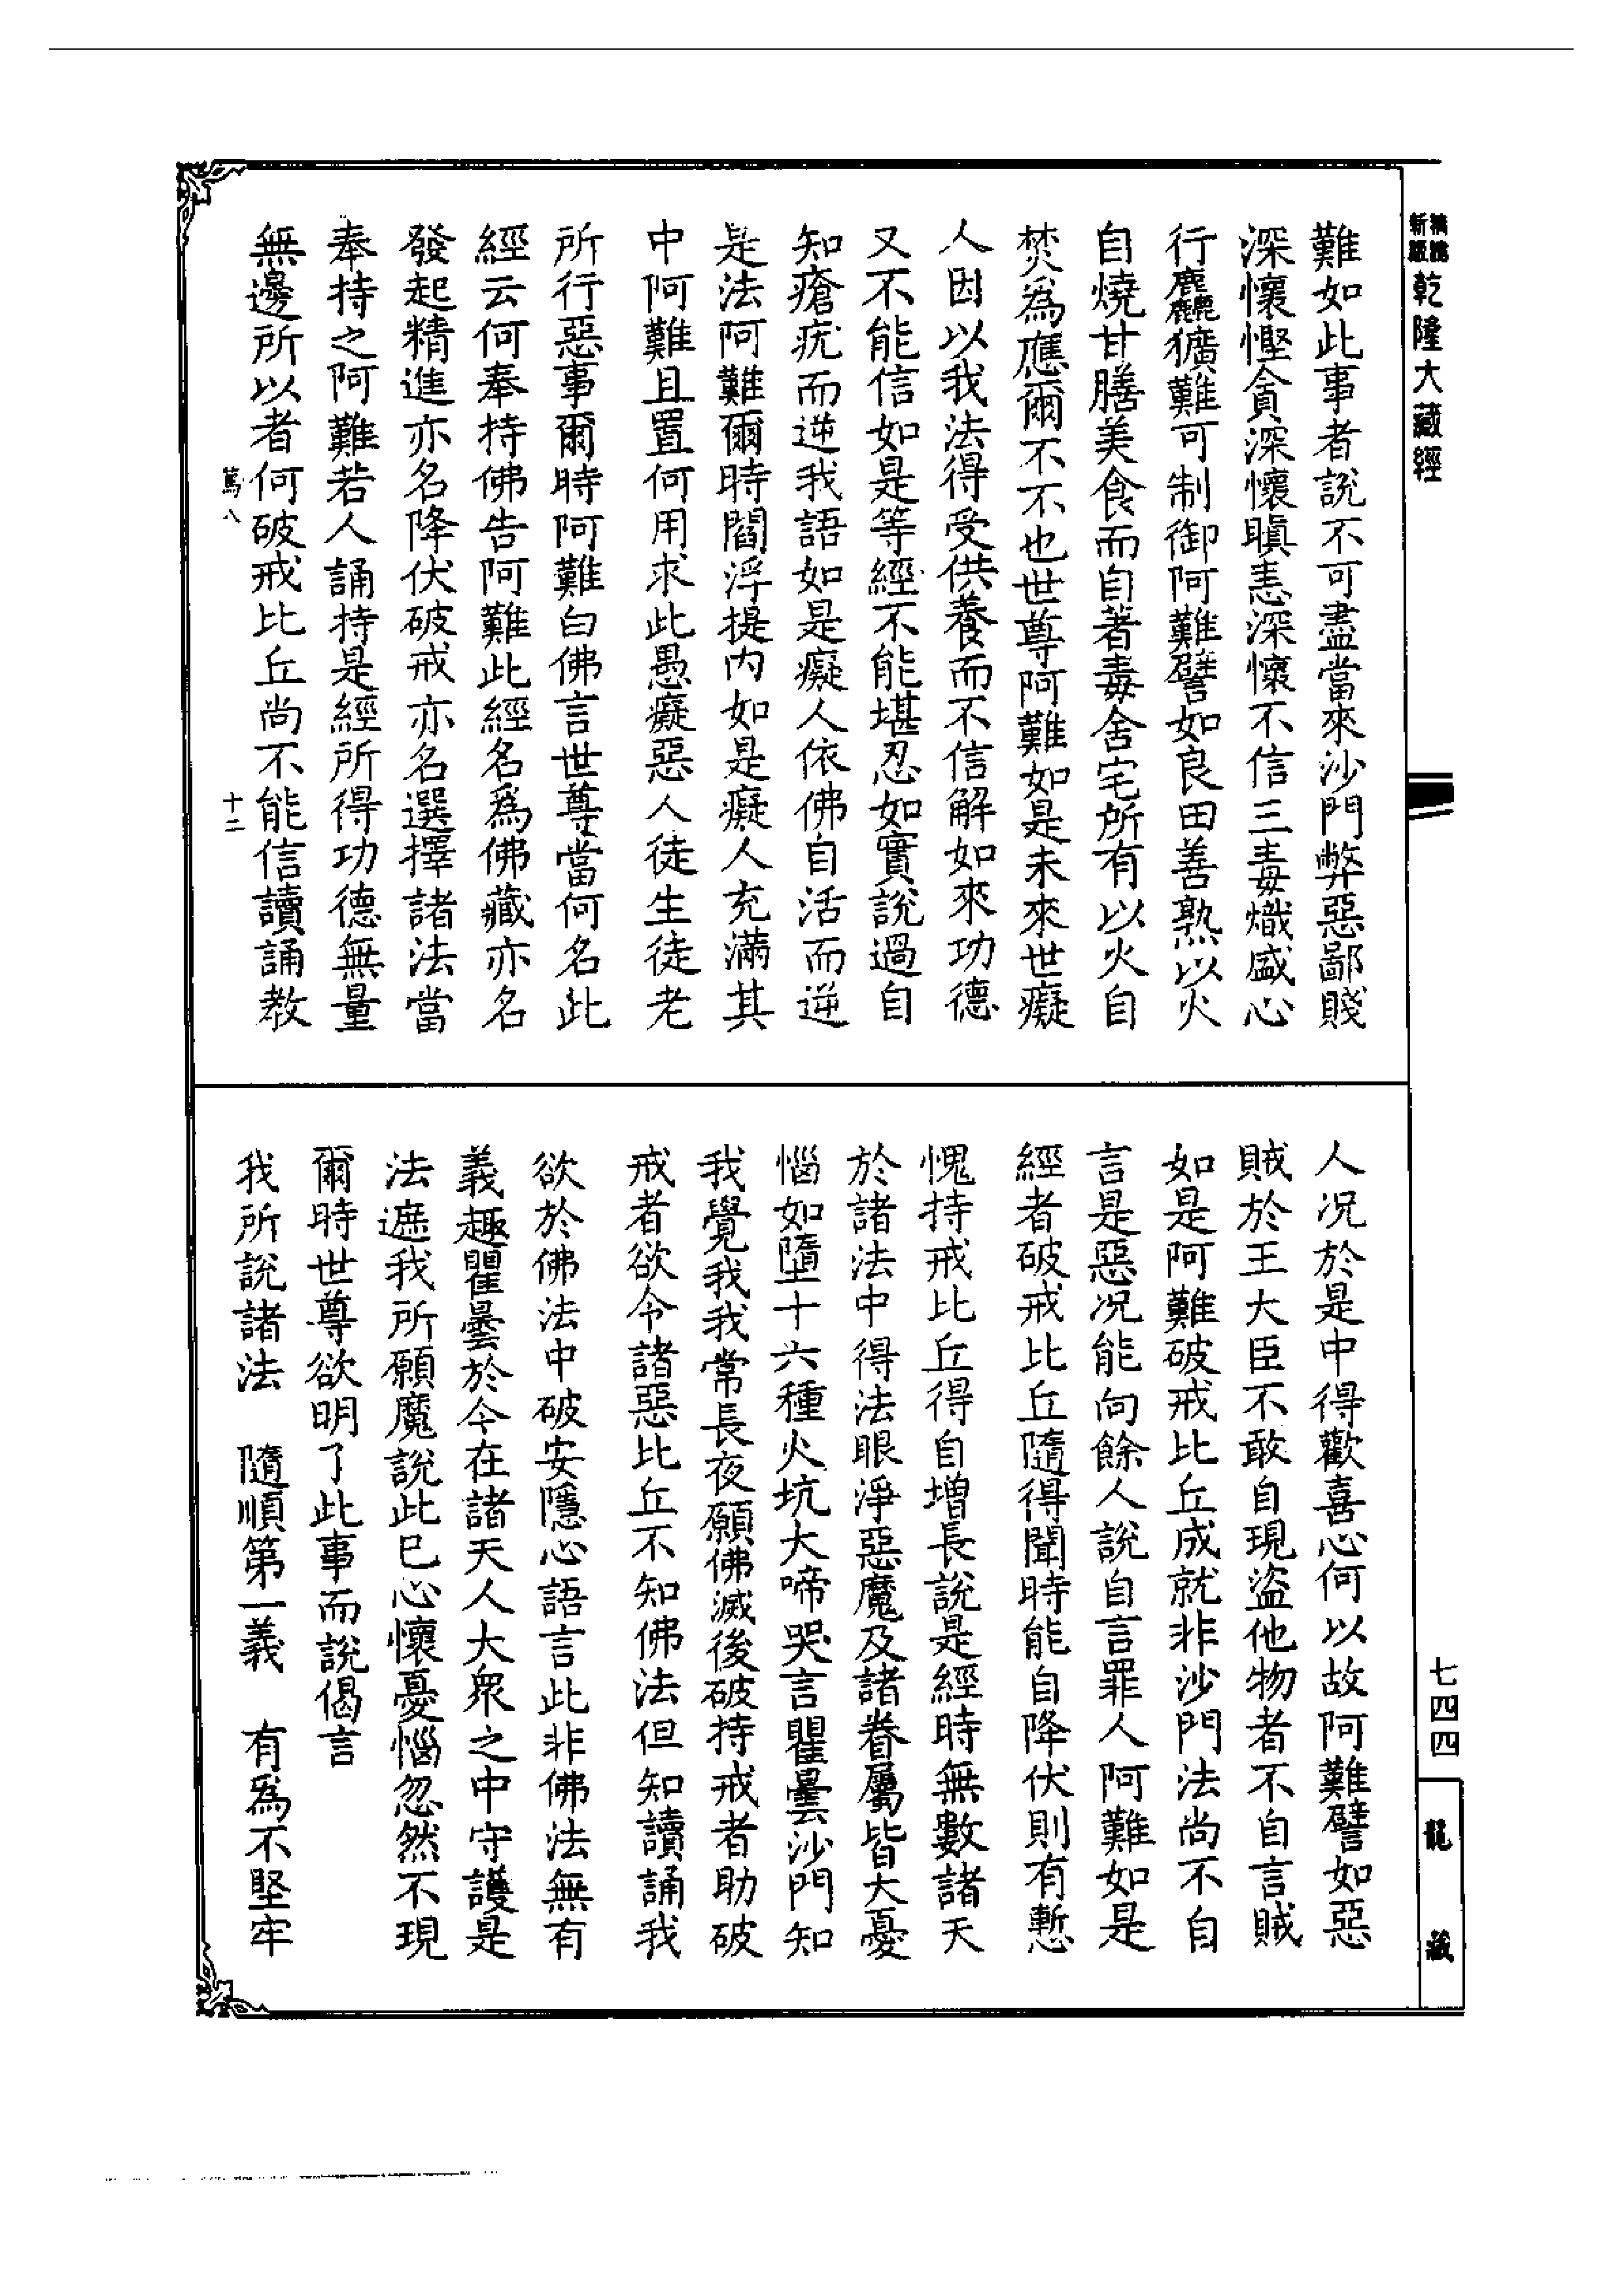 新纂縮刻乾隆大藏經
難如此事者說不可盡當來沙門弊惡鄙賤
深懷慳貪深懷瞋恚深懷不信三毒熾盛心
行麤獷難可制御阿難譬如良田善熟以火
自燒甘膳美食而自著毒舍宅所有以火自
焚為應爾不不也世尊阿難如是未來世癡
人因以我法得受供養而不信解如來功德
又不能信如是等經不能堪忍如實說過自
知瘡疣而逆我語如是癡人依佛自活而逆
是法阿難爾時閻浮提內如是癡人充滿其
中阿難且置何用求此愚癡惡人徒生徒老
所行惡事爾時阿難白佛言世尊當何名此
經云何奉持佛告阿難此經名為佛藏亦名
發起精進亦名降伏破戒亦名選擇諸法當
奉持之阿難若人誦持是經所得功德無量
無邊所以者何破戒比丘尚不能信讀誦教
篤八
十二
人況於是中得歡喜心何以故阿難譬如惡
賊於王大臣不敢自現盜他物者不自言賊
如是阿難破戒比丘成就非沙門法尚不自
言是惡況能向餘人說自言罪人阿難如是
經者破戒比丘隨得聞時能自降伏則有慙
愧持戒比丘得自增長說是經時無數諸天
於諸法中得法眼淨惡魔及諸眷屬皆大憂
惱如墮十六種火坑大啼哭言瞿曇沙門知
我覺我我常長夜願佛滅後破持戒者助破
戒者欲令諸惡比丘不知佛法但知讀誦我
欲於佛法中破安隱心語言此非佛法無有
義趣瞿曇於今在諸天人大衆之中守護是
法遮我所願魔說此已心懷憂惱忽然不現
爾時世尊欲明了此事而說偈言
我所說諸法　隨順第一義　有為不堅牢
七四四
龍藏